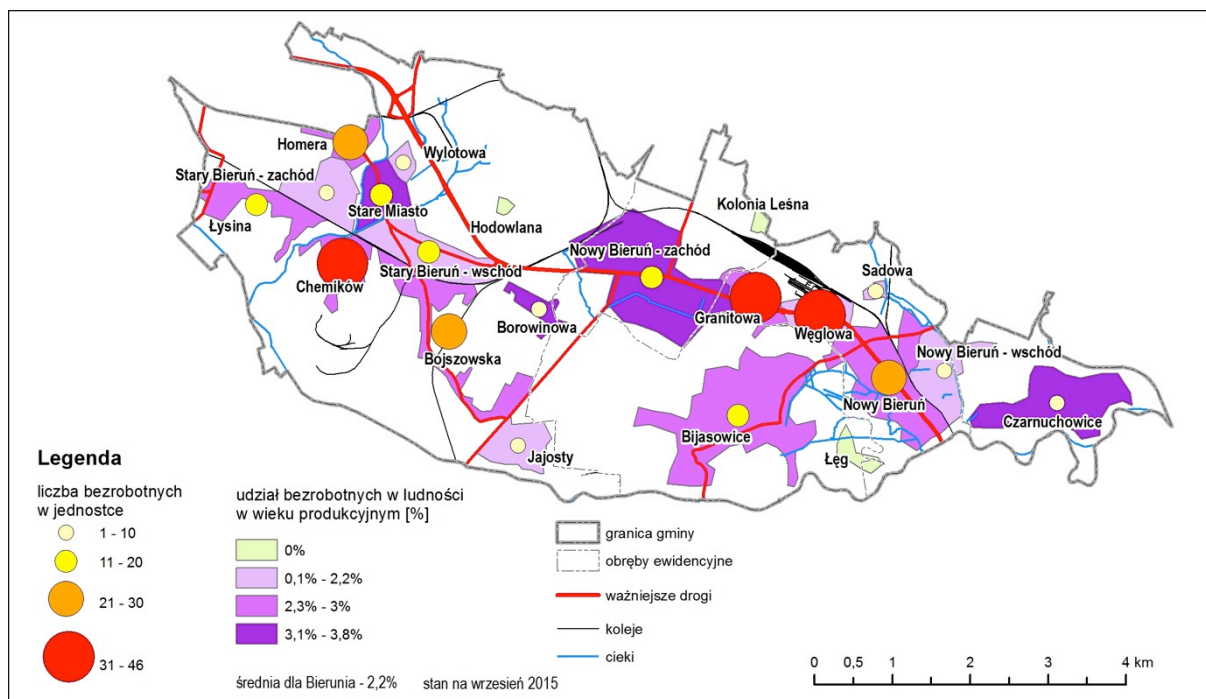 Homera
Wylotowa
Stary Bieruń - zachód
Stare Miasto
Łysina
Hodowlana
Kolonia Leśna
Stary Bieruń - wschód
Nowy Bieruń - zachód
Chemików
Sadowa
Borowinowa
Granitowa
Węglowa
Bojszowska
Nowy Bieruń - wschód
Nowy Bieruń
Czarnuchowice
Bijasowice
Jajosty
Łęg
Legenda
liczba bezrobotnych
w jednostce
1 - 10
11 - 20
21 - 30
31 - 46
udział bezrobotnych w ludności
w wieku produkcyjnym [%]
0%
0,1% - 2,2%
2,3% - 3%
3,1% - 3,8%
średnia dla Bierunia - 2,2% stan na wrzesień 2015
granica gminy
obręby ewidencyjne
ważniejsze drogi
koleje
cieki
0 0,5 1 2 3 4 km